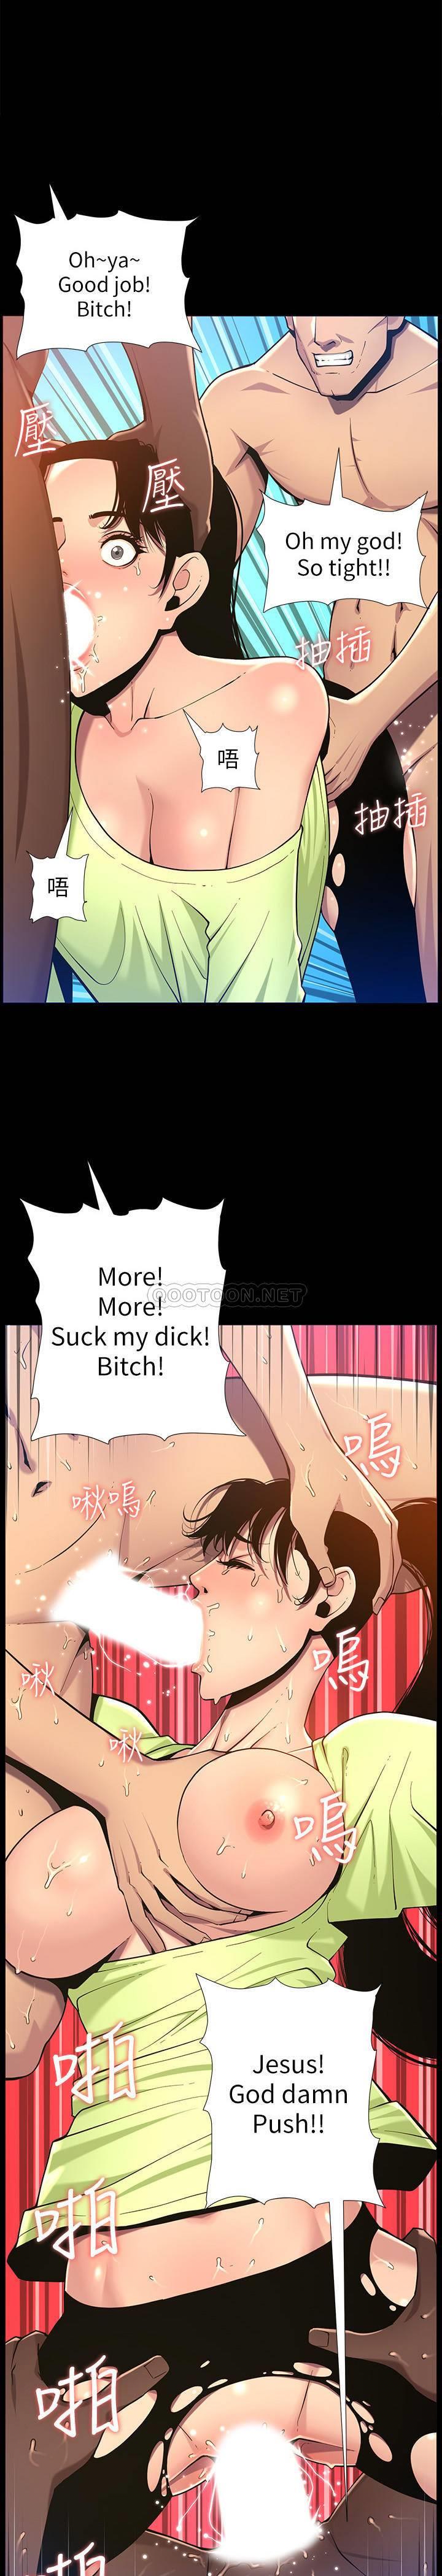 Oh~ya~
Good job!
Bitch!
壓
壓
Oh my god!
So tight!!
抽插
唔
抽插
唔
More!
More!
Suck my dick!
Bitch!
QOOTOON.NET
嗚
啾嗚
嗚
啾
啾
嗚
啪
Jesus!
God damn
Push!!
啪
啪
啪